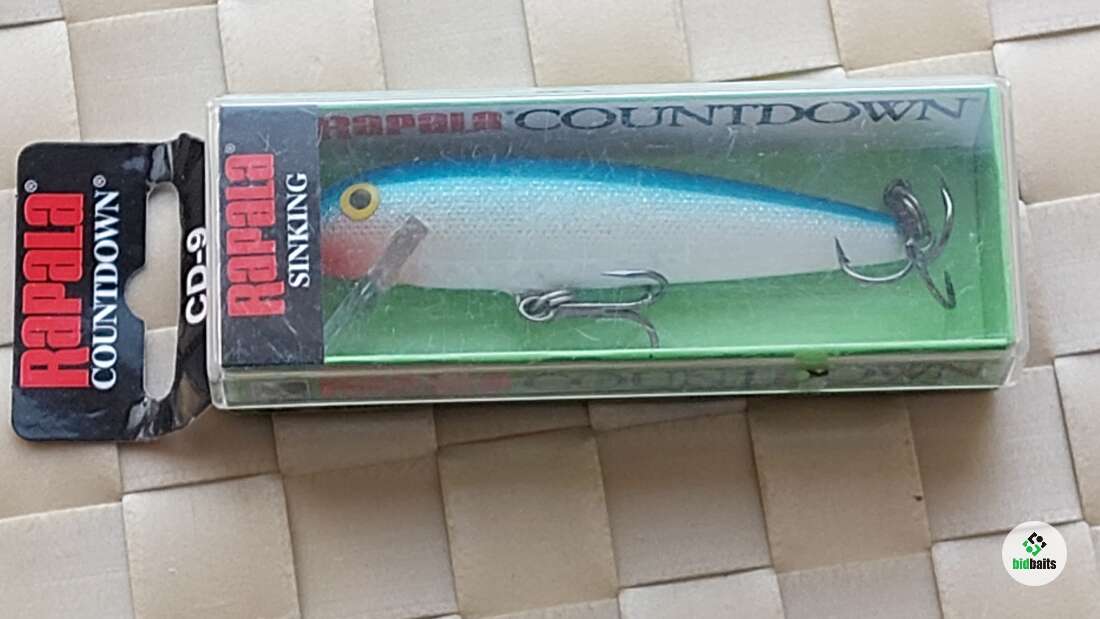 RAPALA®
COUNTDOWN®
CD-9
RAPALA®
SINKING
RAPALA® COUNTDOWN
bidbaits